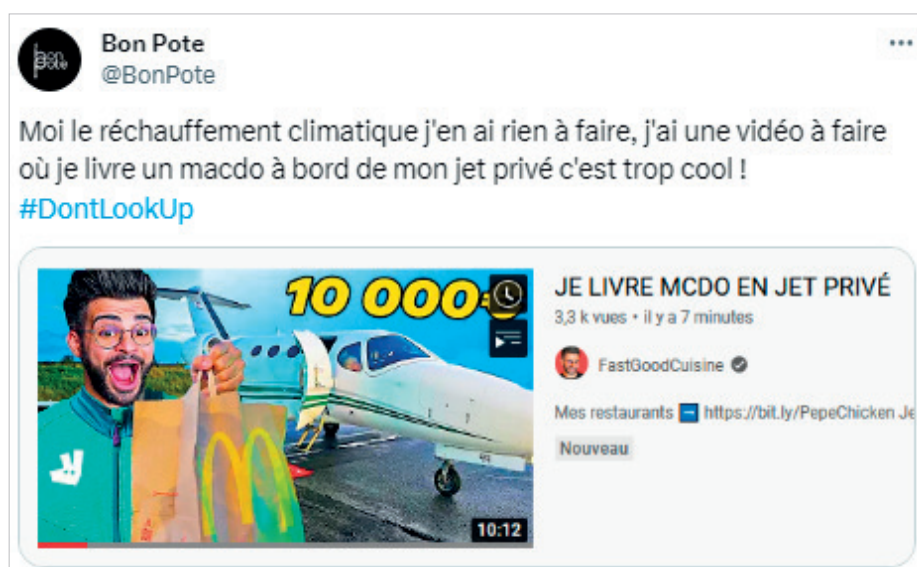 bon
pote
Bon Pote
@BonPote
Moi le réchauffement climatique j'en ai rien à faire, j'ai une vidéo à faire
où je livre un macdo à bord de mon jet privé c'est trop cool !
#DontLookUp
10 000
10:12
JE LIVRE MCDO EN JET PRIVÉ
3,3 k vues • il y a 7 minutes
FastGoodCuisine
Mes restaurants ➡ https://bit.ly/PepeChicken Je
Nouveau